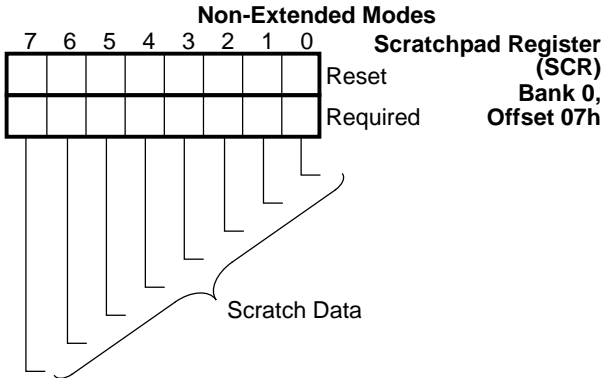 Non-Extended Modes
7 6 5 4 3 2 1 0
Scratchpad Register
(SCR)
Bank 0,
Offset 07h
Reset
Required
Scratch Data